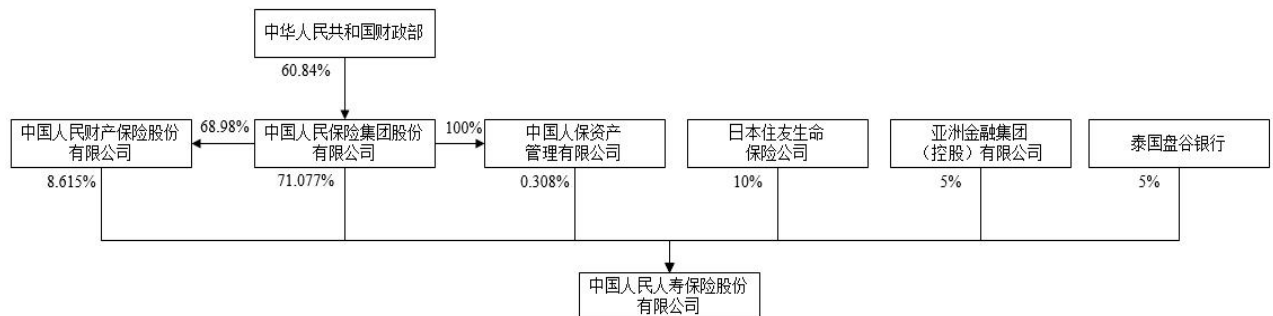 中华人民共和国财政部
60.84%
中国人民财产保险股份
有限公司
68.98%
中国人民保险集团股份
有限公司
100%
中国人保资产
管理有限公司
日本住友生命
保险公司
亚洲金融集团
（控股）有限公司
泰国盘谷银行
8.615%
71.077%
0.308%
10%
5%
5%
中国人民人寿保险股份
有限公司